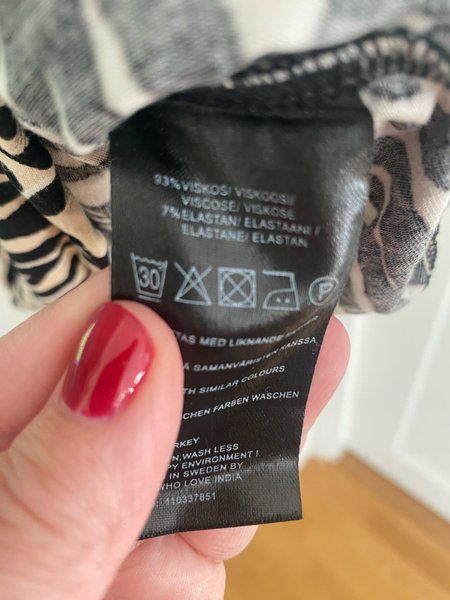 93% VISKOS/ VISKOOSI/
VISCOSE/ VISKOSE
7% ELASTAN/ ELASTAANI/
ELASTANE/ ELASTAN
30 P
TAS MED LIKNANDE
SAMANVÄRISTEN KANSSA
TH SIMILAR COLOURS
CHEN FARBEN WASCHEN
RKEY
N.WASH LESS
PY ENVIRONMENT !
IN SWEDEN BY
WHO LOVE INDIA
110337851